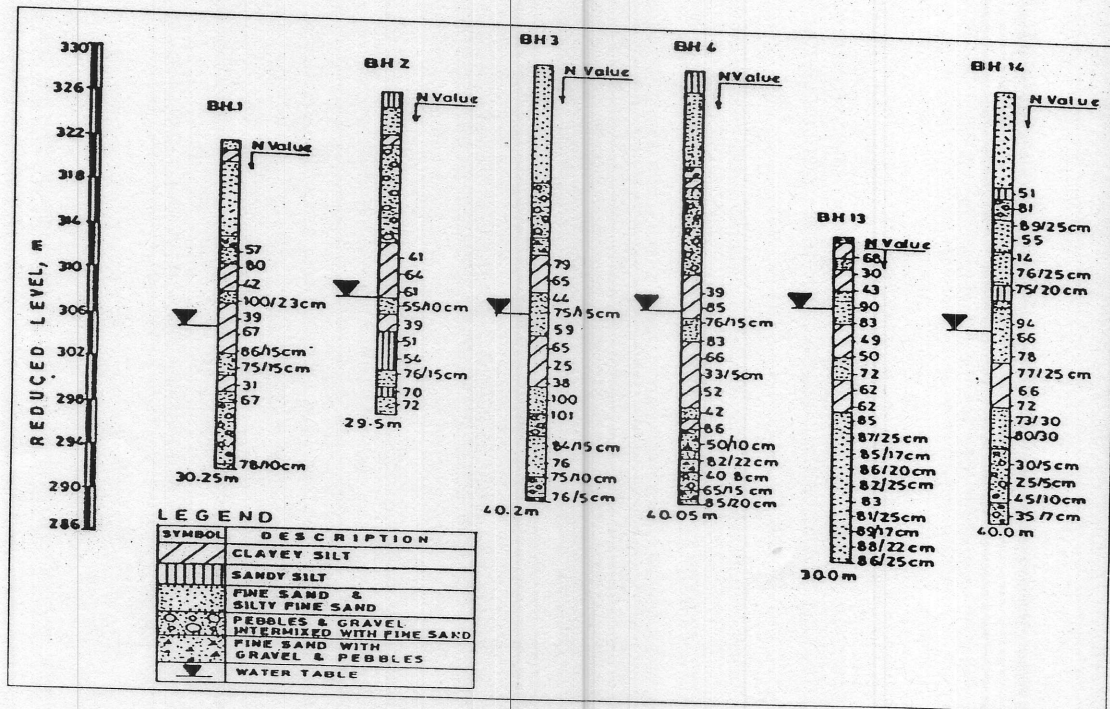 REDUCED LEVEL, m
330
326
322
318
314
310
306
302
298
294
290
286
BH.1
N Value
57
80
42
100/23cm
39
67
86/15cm
75/15cm
31
67
78/10cm
30.25m
BH 2
N Value
41
64
61
55/10cm
39
51
54
76/15cm
70
72
29.5m
BH 3
N Value
79
65
44
75/15cm
59
65
25
38
100
101
84/15cm
76
75/10cm
76/5cm
40.2m
BH 4
N Value
39
85
76/15cm
83
66
33/5cm
52
42
86
50/10cm
82/22cm
40 8cm
65/15 cm
85/20cm
40.05m
BH 13
N Value
68
30
43
90
83
49
50
72
62
62
85
87/25cm
85/17cm
86/20cm
82/25cm
83
81/25cm
89/17cm
88/22 cm
86/25cm
30.0 m
BH 14
N Value
51
81
89/25cm
55
14
76/25cm
75/20 cm
94
66
78
77/25 cm
66
72
73/30
80/30
30/5cm
25/5cm
45/10cm
35/7cm
40.0 m
LEGEND
SYMBOL DESCRIPTION
CLAYEY SILT
SANDY SILT
FINE SAND &
SILTY FINE SAND
PEBBLES & GRAVEL
INTERMIXED WITH FINE SAND
FINE SAND WITH
GRAVEL & PEBBLES
WATER TABLE